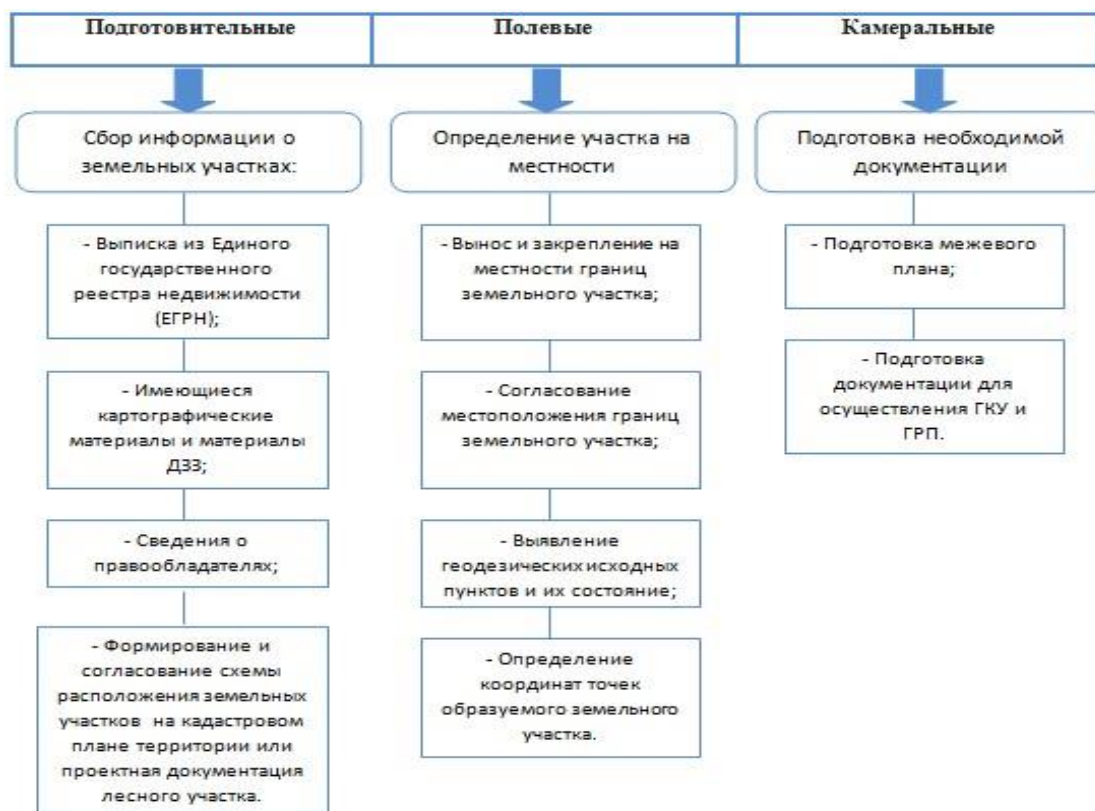 Подготовительные
Полевые
Камеральные
Сбор информации о
земельных участках:
- Выписка из Единого
государственного
реестра недвижимости
(ЕГРН);
- Имеющиеся
картографические
материалы и материалы
ДЗЗ;
- Сведения о
правообладателях;
- Формирование и
согласование схемы
расположения земельных
участков на кадастровом
плане территории или
проектная документация
лесного участка.
Определение участка на
местности
- Вынос и закрепление на
местности границ
земельного участка;
- Согласование
местоположения границ
земельного участка;
- Выявление
геодезических исходных
пунктов и их состояние;
- Определение
координат точек
образуемого земельного
участка.
Подготовка необходимой
документации
- Подготовка межевого
плана;
- Подготовка
документации для
осуществления ГКУ и
ГРП.